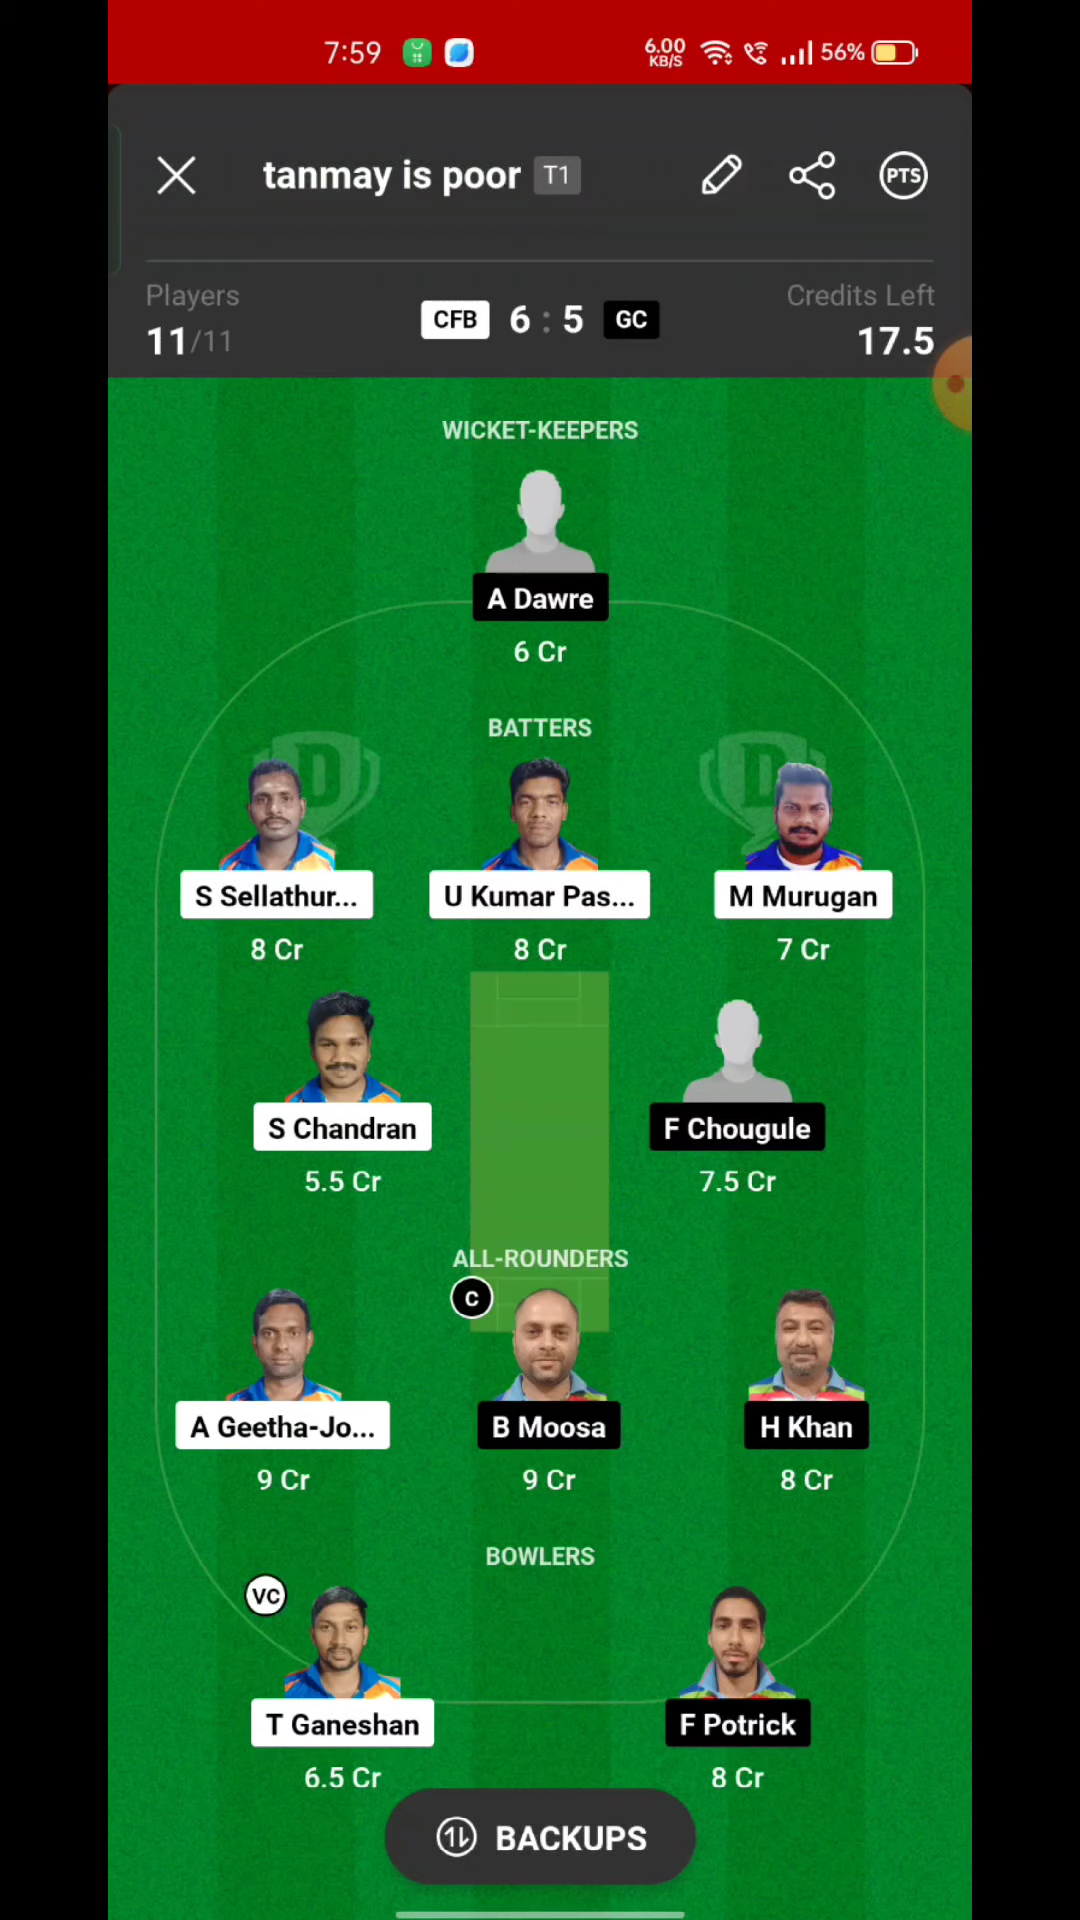 7:59
6.00 KB/S
56%
tanmay is poor T1
PTS
Players
11/11
CFB 6 : 5 GC
Credits Left
17.5
WICKET-KEEPERS
A Dawre
6 Cr
BATTERS
S Sellathur... U Kumar Pas... M Murugan
8 Cr 8 Cr 7 Cr
S Chandran F Chougule
5.5 Cr 7.5 Cr
ALL-ROUNDERS
C
A Geetha-Jo... B Moosa H Khan
9 Cr 9 Cr 8 Cr
BOWLERS
VC
T Ganeshan F Potrick
6.5 Cr 8 Cr
BACKUPS